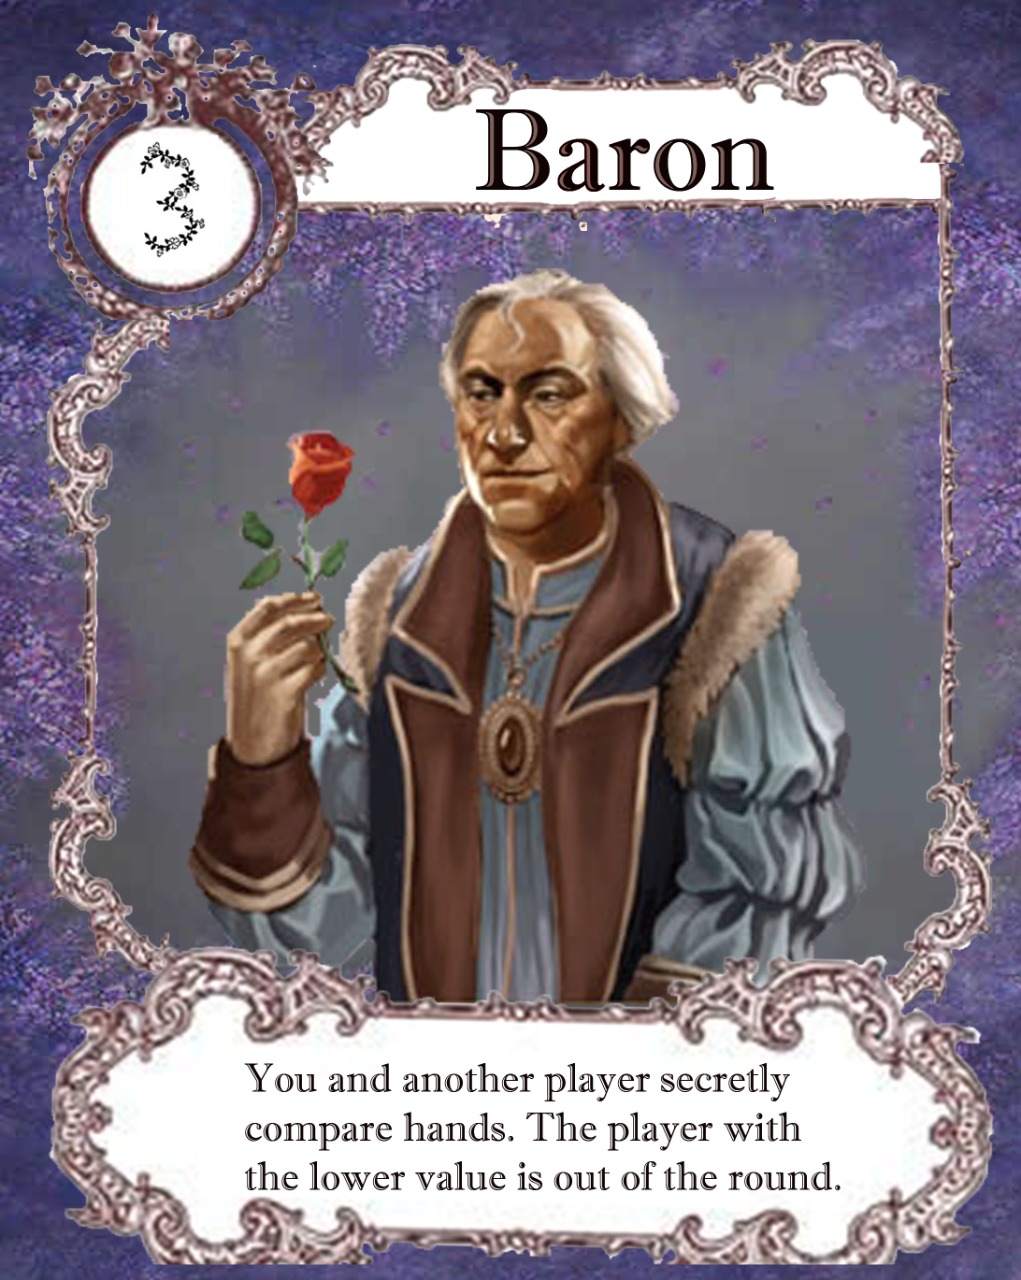 3
Baron
You and another player secretly
compare hands. The player with
the lower value is out of the round.